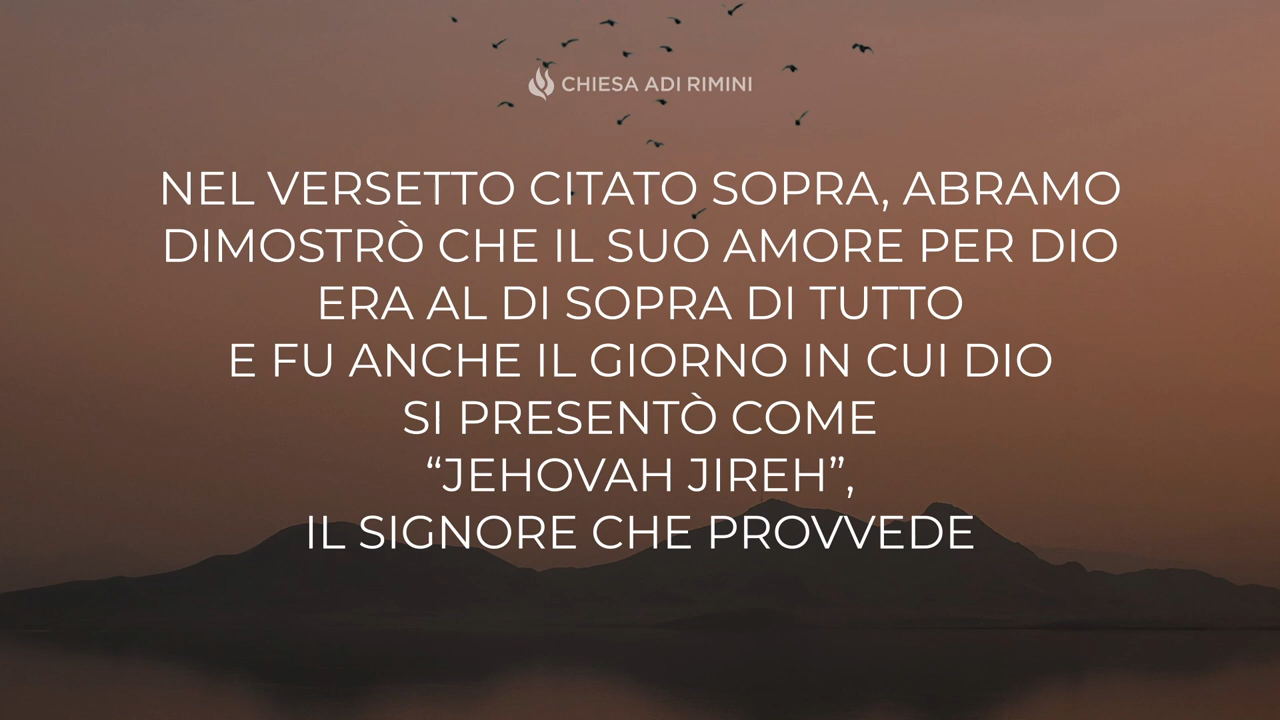 CHIESA ADI RIMINI
NEL VERSETTO CITATO SOPRA, ABRAMO
DIMOSTRÒ CHE IL SUO AMORE PER DIO
ERA AL DI SOPRA DI TUTTO
E FU ANCHE IL GIORNO IN CUI DIO
SI PRESENTÒ COME
“JEHOVAH JIREH”,
IL SIGNORE CHE PROVVEDE